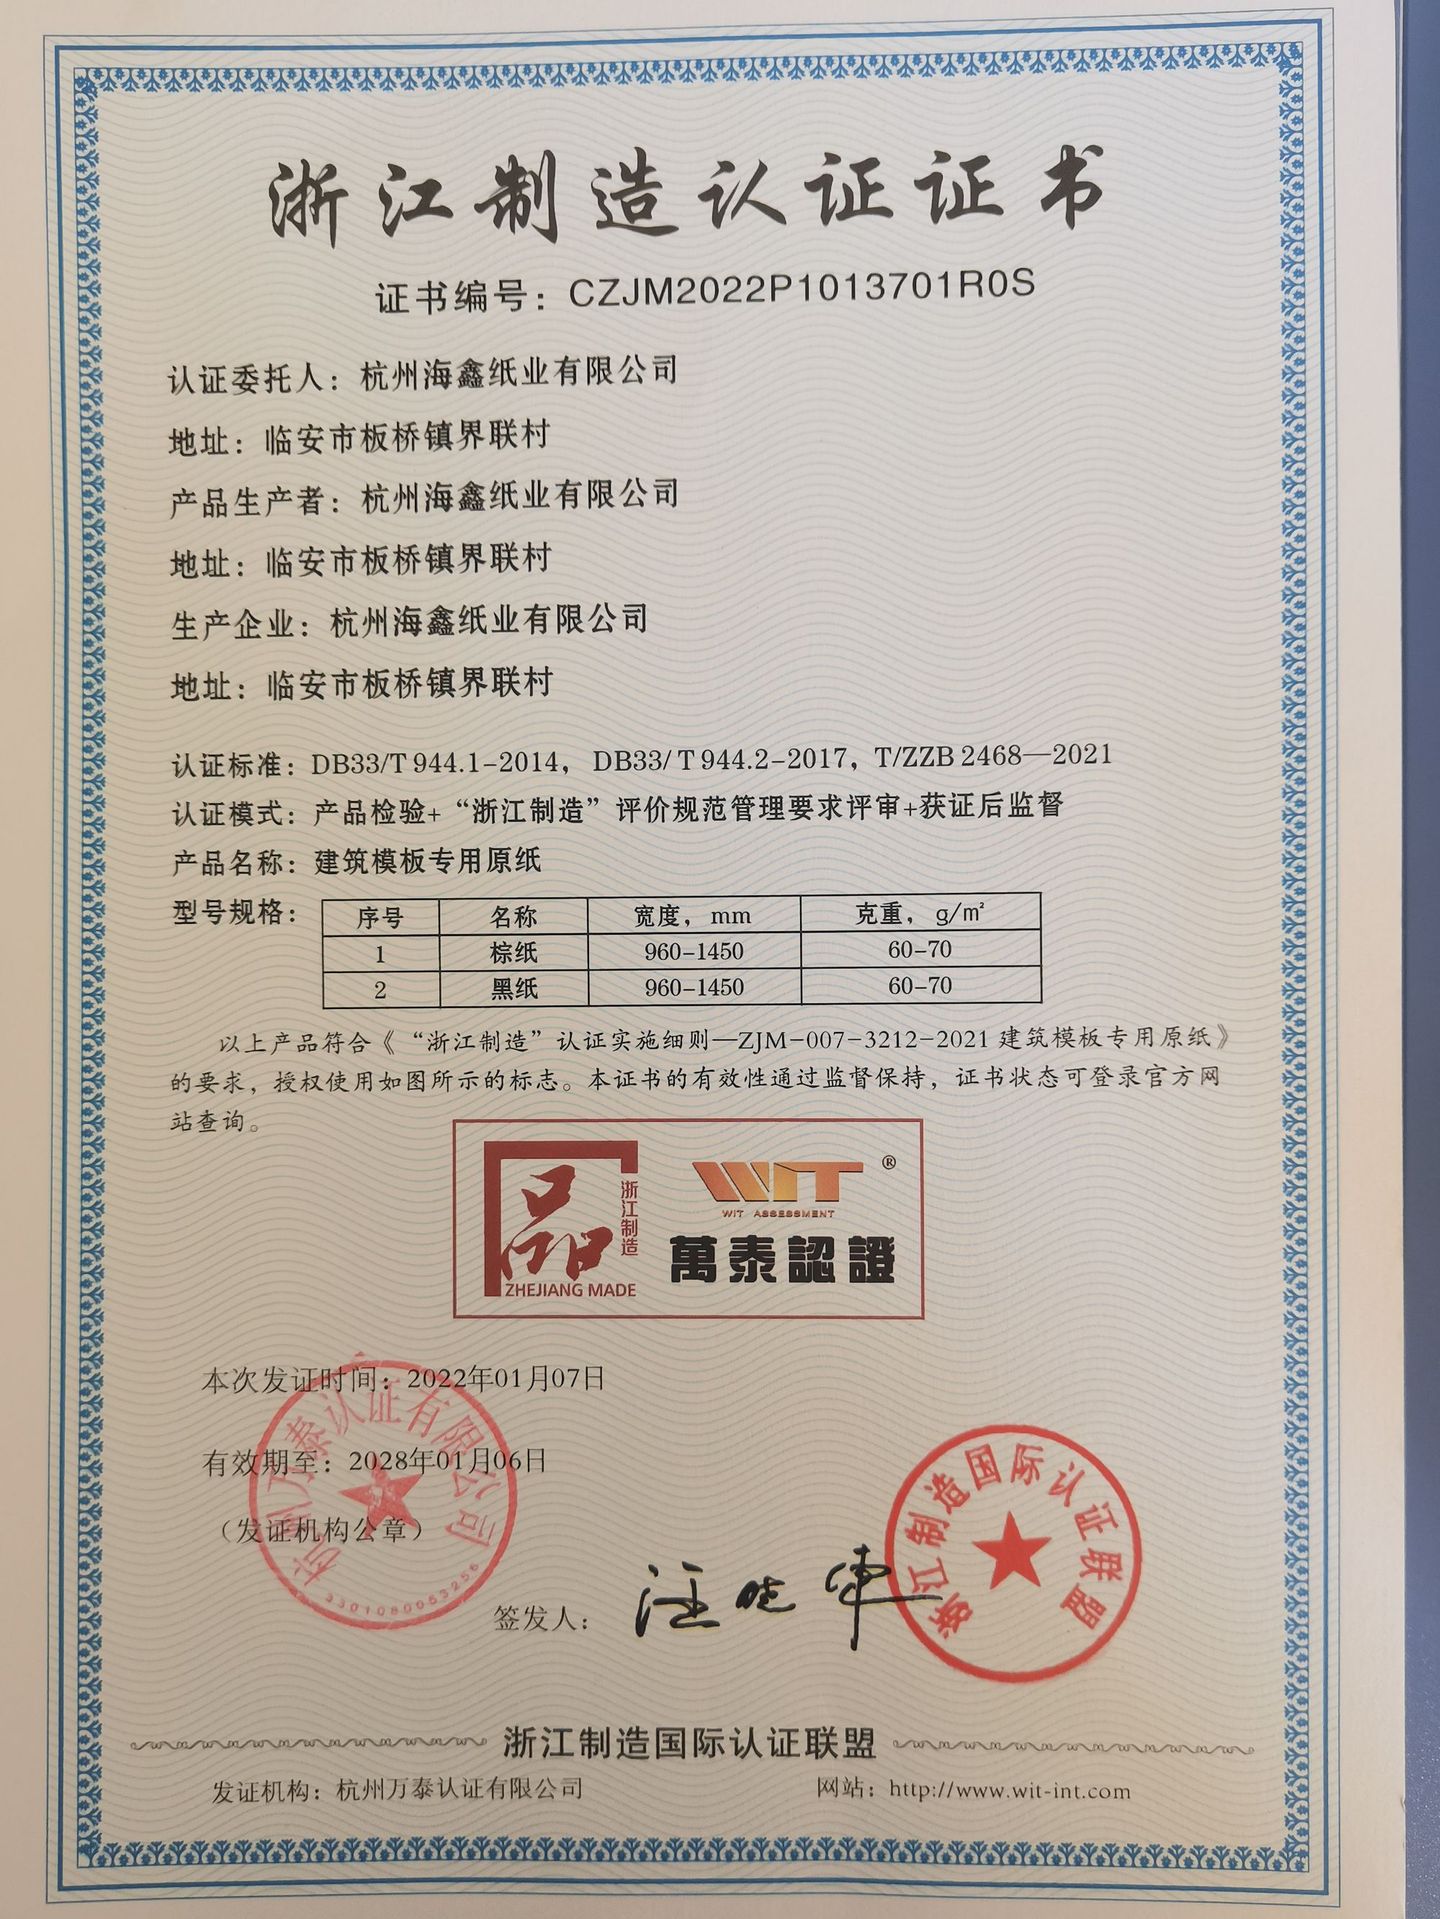 浙江制造认证证书
证书编号：CZJM2022P1013701R0S
认证委托人：杭州海鑫纸业有限公司
地址：临安市板桥镇界联村
产品生产者：杭州海鑫纸业有限公司
地址：临安市板桥镇界联村
生产企业：杭州海鑫纸业有限公司
地址：临安市板桥镇界联村
认证标准：DB33/T 944.1-2014，DB33/ T 944.2-2017，T/ZZB 2468—2021
认证模式：产品检验+“浙江制造”评价规范管理要求评审+获证后监督
产品名称：建筑模板专用原纸
型号规格：
序号 名称 宽度，mm 克重，g/㎡
1 棕纸 960-1450 60-70
2 黑纸 960-1450 60-70
以上产品符合《“浙江制造”认证实施细则—ZJM-007-3212-2021 建筑模板专用原纸》
的要求，授权使用如图所示的标志。本证书的有效性通过监督保持，证书状态可登录官方网
站查询。
品
浙江制造
ZHEJIANG MADE
WIT ®
WIT ASSESSMENT
萬泰認證
本次发证时间：2022年01月07日
有效期至：2028年01月06日
（发证机构公章）
杭州万泰认证有限公司
3301080053256
签发人：
浙江制造国际认证联盟
浙江制造国际认证联盟
发证机构：杭州万泰认证有限公司 网站：http://www.wit-int.com